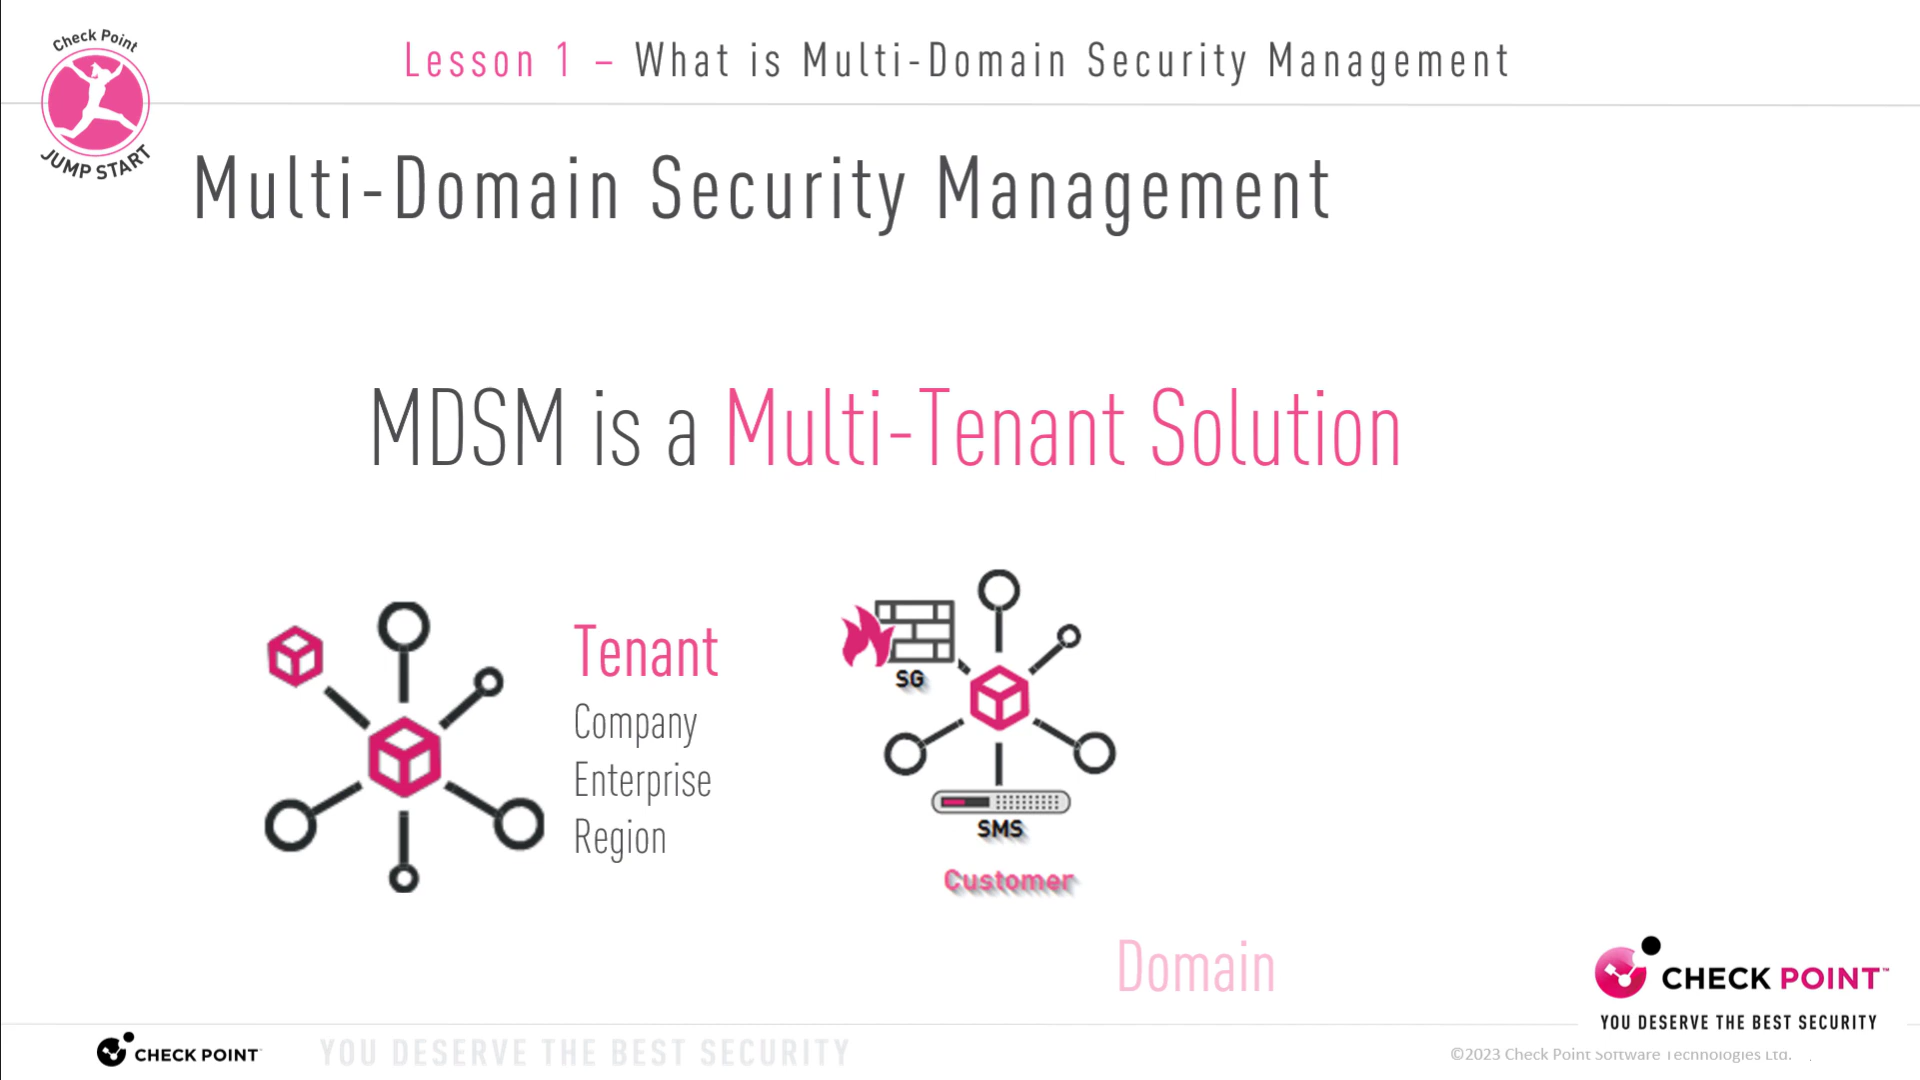 Check Point
JUMP START
Lesson 1 – What is Multi-Domain Security Management
Multi-Domain Security Management
MDSM is a Multi-Tenant Solution
Tenant
Company
Enterprise
Region
SG
SMS
Customer
Domain
CHECK POINT™
YOU DESERVE THE BEST SECURITY
CHECK POINT
YOU DESERVE THE BEST SECURITY
©2023 Check Point Software Technologies Ltd.